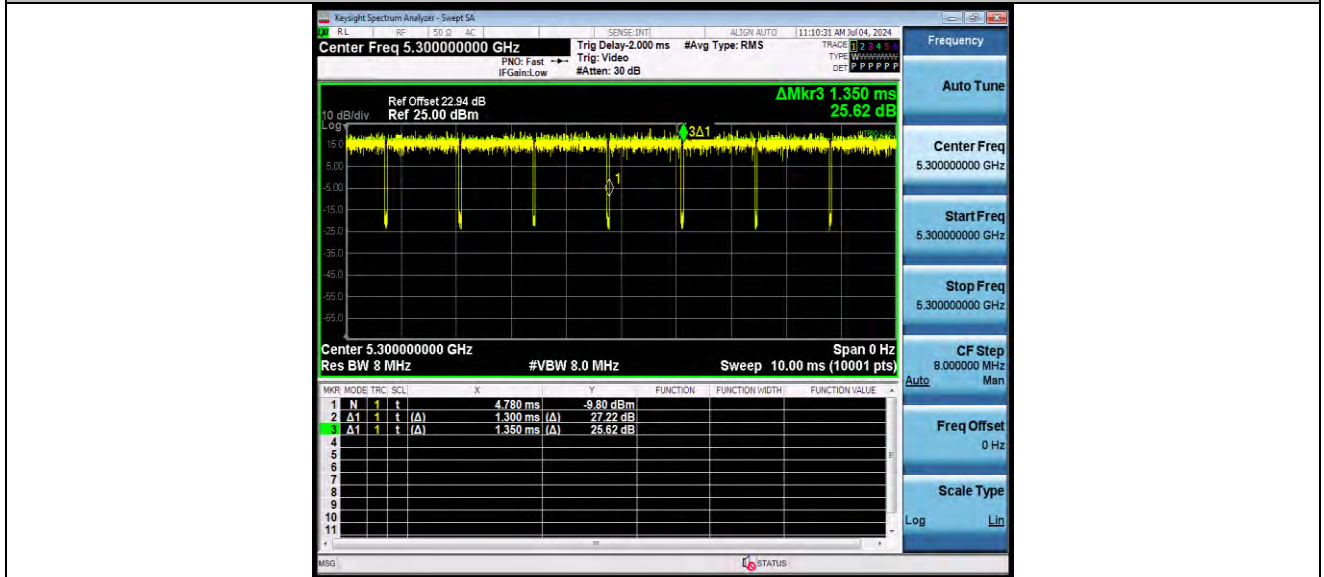 Keysight Spectrum Analyzer - Swept SA
RL RF 50 Ω AC SENSE:INT ALIGN AUTO 11:10:31 AM Jul 04, 2024
Center Freq 5.300000000 GHz
PNO: Fast
IFGain:Low
Trig Delay-2.000 ms
Trig: Video
#Atten: 30 dB
#Avg Type: RMS
TRACE 1 2 3 4 5 6
TYPE WWWWWW
DET P P P P P P
Frequency
Auto Tune
Center Freq
5.300000000 GHz
Start Freq
5.300000000 GHz
Stop Freq
5.300000000 GHz
CF Step
8.000000 MHz
Auto Man
Freq Offset
0 Hz
Scale Type
Log Lin
ΔMkr3 1.350 ms
25.62 dB
Ref Offset 22.94 dB
10 dB/div Ref 25.00 dBm
Log
15.0
5.00
-5.00
-15.0
-25.0
-35.0
-45.0
-55.0
-65.0
3Δ1
1
Center 5.300000000 GHz Span 0 Hz
Res BW 8 MHz #VBW 8.0 MHz Sweep 10.00 ms (10001 pts)
MKR MODE TRC SCL X Y FUNCTION FUNCTION WIDTH FUNCTION VALUE
1 N 1 t 4.780 ms -9.80 dBm
2 Δ1 1 t (Δ) 1.300 ms (Δ) 27.22 dB
3 Δ1 1 t (Δ) 1.350 ms (Δ) 25.62 dB
4
5
6
7
8
9
10
11
MSG STATUS